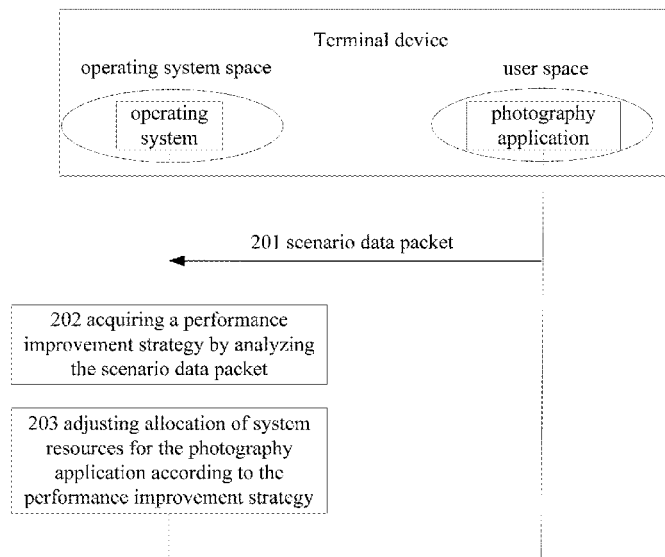 Terminal device
operating system space
user space
operating
system
photography
application
201 scenario data packet
202 acquiring a performance
improvement strategy by analyzing
the scenario data packet
203 adjusting allocation of system
resources for the photography
application according to the
performance improvement strategy